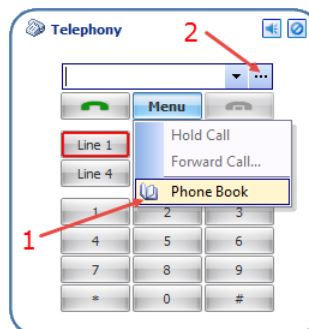 Telephony
2
...
Menu
Line 1
Hold Call
Forward Call...
Line 4
Phone Book
1
1 2 3
4 5 6
7 8 9
* 0 #